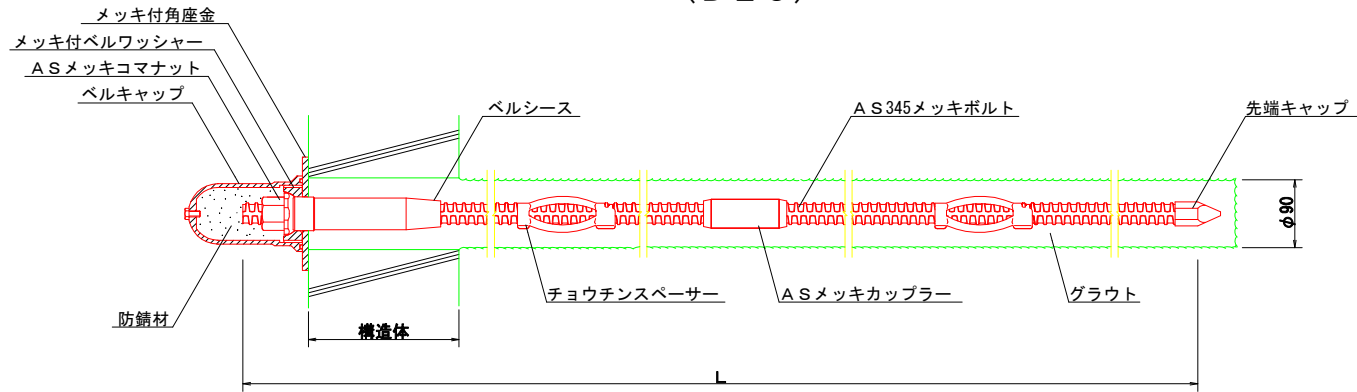 メッキ付角座金
メッキ付ベルワッシャー
ASメッキコマナット
ベルキャップ
ベルシース
AS345メッキボルト
先端キャップ
φ90
チョウチンスペーサー
ASメッキカップラー
グラウト
防錆材
構造体
L